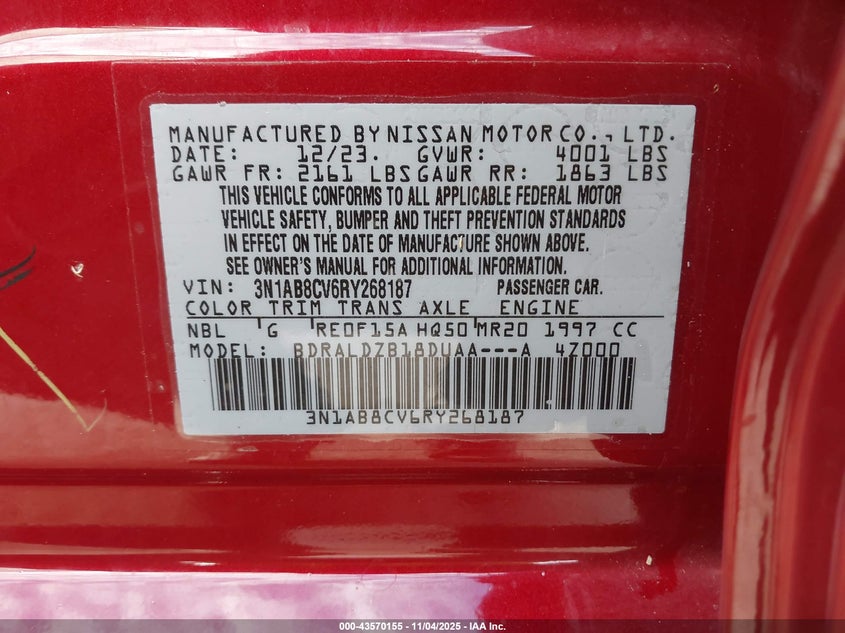 MANUFACTURED BY NISSAN MOTOR CO., LTD.
DATE: 12/23. GVWR: 4001 LBS
GAWR FR: 2161 LBS GAWR RR: 1863 LBS
THIS VEHICLE CONFORMS TO ALL APPLICABLE FEDERAL MOTOR
VEHICLE SAFETY, BUMPER AND THEFT PREVENTION STANDARDS
IN EFFECT ON THE DATE OF MANUFACTURE SHOWN ABOVE.
SEE OWNER'S MANUAL FOR ADDITIONAL INFORMATION.
VIN: 3N1AB8CV6RY268187 PASSENGER CAR.
COLOR TRIM TRANS AXLE ENGINE
NBL G RE0F15A HQ50 MR20 1997 CC
MODEL: BDRALDZB18DUAA---A 4Z000
3N1AB8CV6RY268187
000-43570155 - 11/04/2025 - IAA Inc.